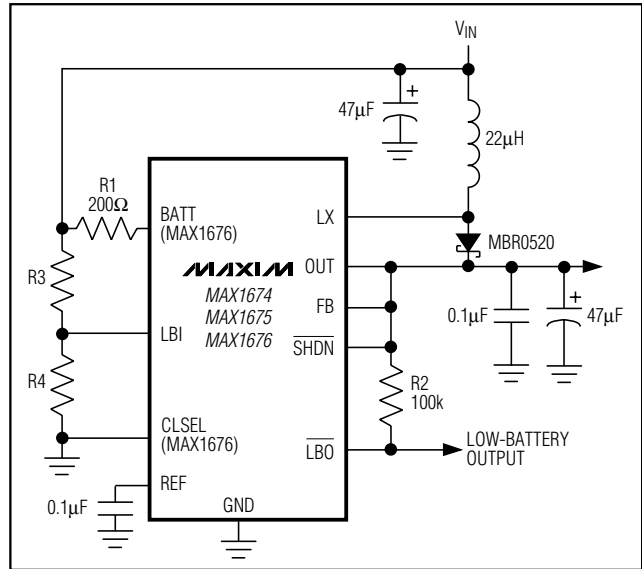 VIN
47µF
+
22µH
R1
200Ω
BATT
(MAX1676)
LX
MBR0520
R3
MAXIM
OUT
MAX1674
MAX1675
MAX1676
FB
0.1µF
+
47µF
LBI
SHDN
R4
R2
100k
CLSEL
(MAX1676)
LBO
LOW-BATTERY
OUTPUT
REF
0.1µF
GND